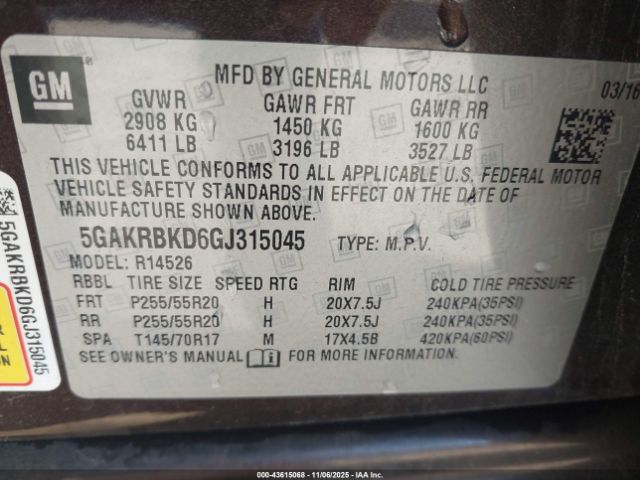 GM
MFD BY GENERAL MOTORS LLC
03/16
GVWR GAWR FRT GAWR RR
2908 KG 1450 KG 1600 KG
6411 LB 3196 LB 3527 LB
THIS VEHICLE CONFORMS TO ALL APPLICABLE U.S. FEDERAL MOTOR
VEHICLE SAFETY STANDARDS IN EFFECT ON THE DATE OF
MANUFACTURE SHOWN ABOVE.
5GAKRBKD6GJ315045 TYPE: M.P.V.
MODEL: R14526
RBBL TIRE SIZE SPEED RTG RIM COLD TIRE PRESSURE
FRT P255/55R20 H 20X7.5J 240KPA(35PSI)
RR P255/55R20 H 20X7.5J 240KPA(35PSI)
SPA T145/70R17 M 17X4.5B 420KPA(60PSI)
SEE OWNER'S MANUAL FOR MORE INFORMATION.
5GAKRBKD6GJ315045
000-43615068 11/06/2025 IAAI.COM